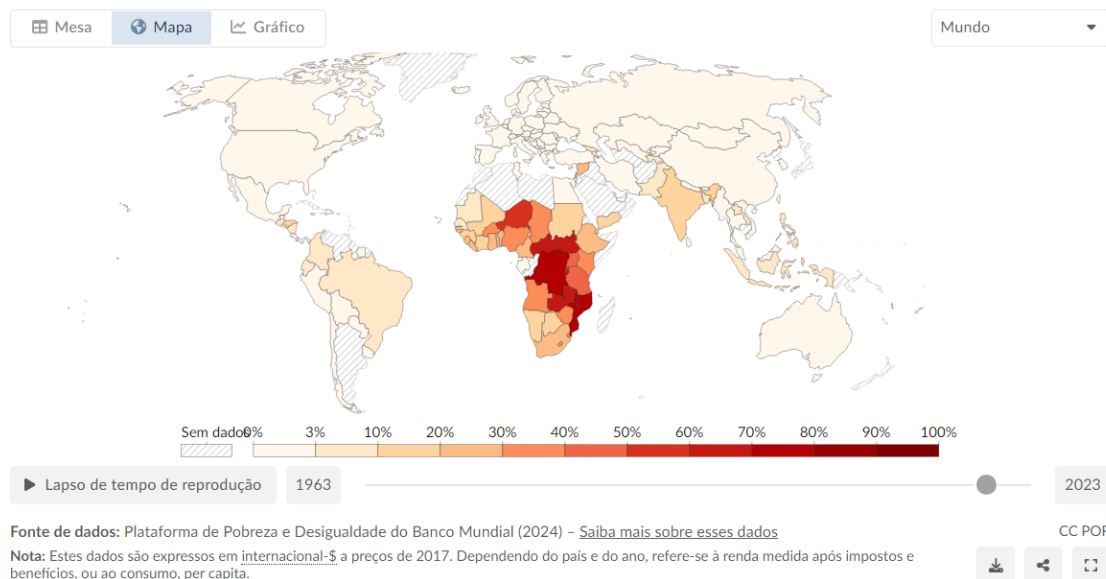 Mesa Mapa Gráfico Mundo
Sem dados 0% 3% 10% 20% 30% 40% 50% 60% 70% 80% 90% 100%
Lapso de tempo de reprodução 1963 2023
Fonte de dados: Plataforma de Pobreza e Desigualdade do Banco Mundial (2024) – Saiba mais sobre esses dados CC POR
Nota: Estes dados são expressos em internacional-$ a preços de 2017. Dependendo do país e do ano, refere-se à renda medida após impostos e
benefícios, ou ao consumo, per capita.